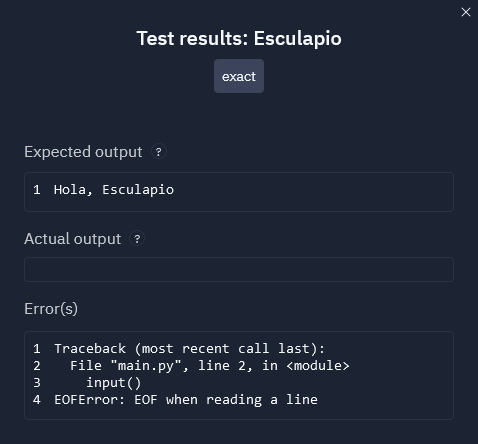 Test results: Esculapio
exact
Expected output ?
1 Hola, Esculapio
Actual output ?
Error(s)
1 Traceback (most recent call last):
2   File "main.py", line 2, in <module>
3     input()
4 EOFError: EOF when reading a line